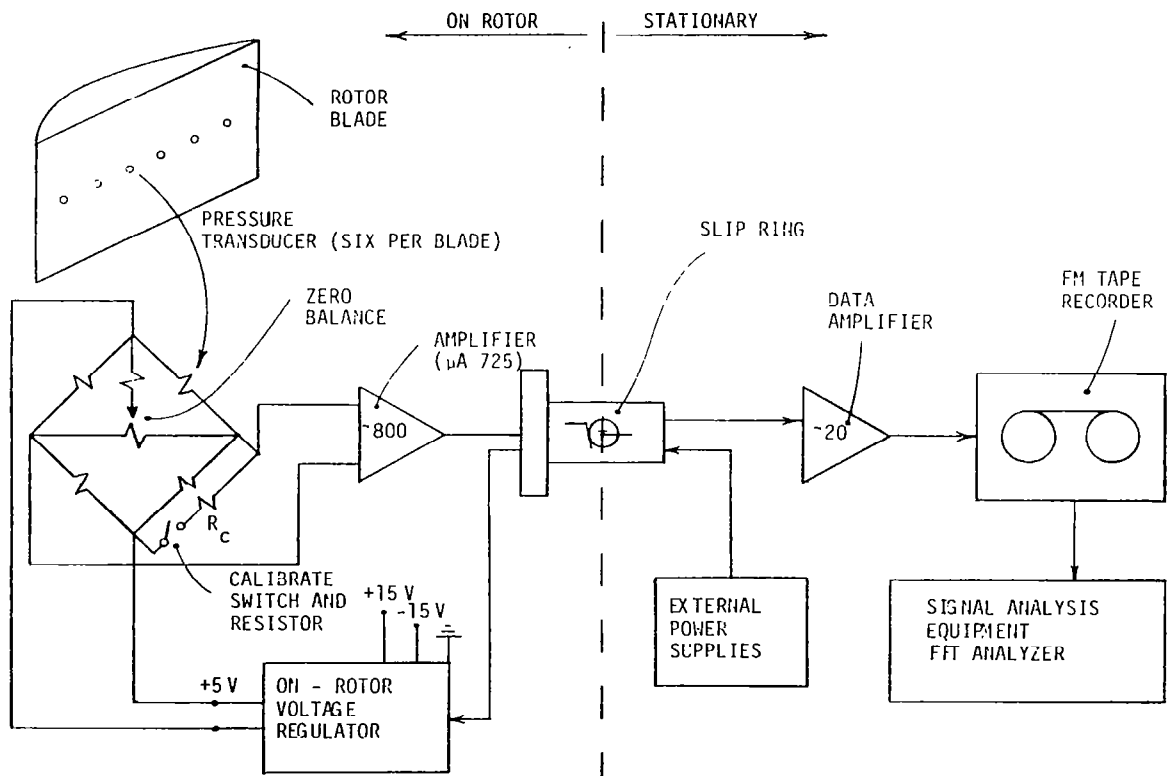 ON ROTOR
STATIONARY
ROTOR
BLADE
PRESSURE
TRANSDUCER (SIX PER BLADE)
SLIP RING
ZERO
BALANCE
DATA
AMPLIFIER
FM TAPE
RECORDER
AMPLIFIER
(μA 725)
~800
~20
Rc
CALIBRATE
SWITCH AND
RESISTOR
+15 V
-15 V
+5 V
ON - ROTOR
VOLTAGE
REGULATOR
EXTERNAL
POWER
SUPPLIES
SIGNAL ANALYSIS
EQUIPMENT
FFT ANALYZER